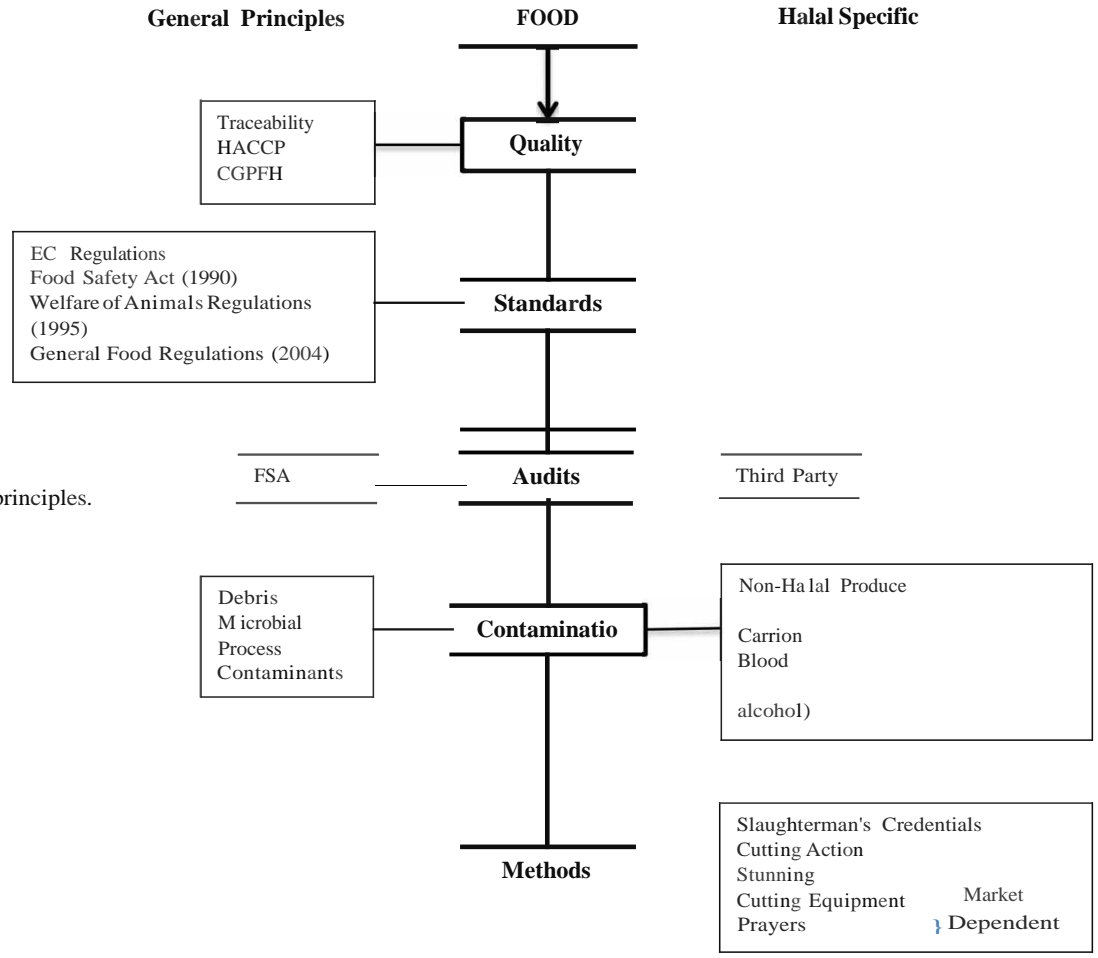 General Principles
FOOD
Halal Specific
Traceability
HACCP
CGPFH
Quality
EC Regulations
Food Safety Act (1990)
Welfare of Animals Regulations
(1995)
General Food Regulations (2004)
Standards
FSA
Audits
Third Party
principles.
Debris
Microbial
Process
Contaminants
Contaminatio
Non-Halal Produce
Carrion
Blood
alcohol)
Methods
Slaughterman's Credentials
Cutting Action
Stunning
Cutting Equipment
Prayers
Market
} Dependent